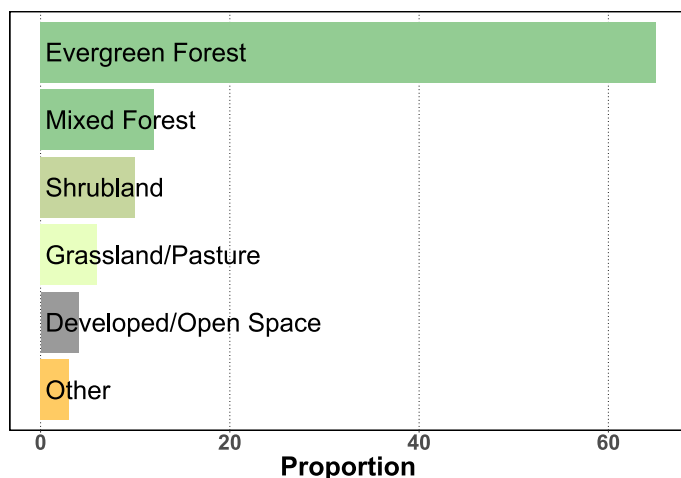 Evergreen Forest
Mixed Forest
Shrubland
Grassland/Pasture
Developed/Open Space
Other
0 20 40 60
Proportion